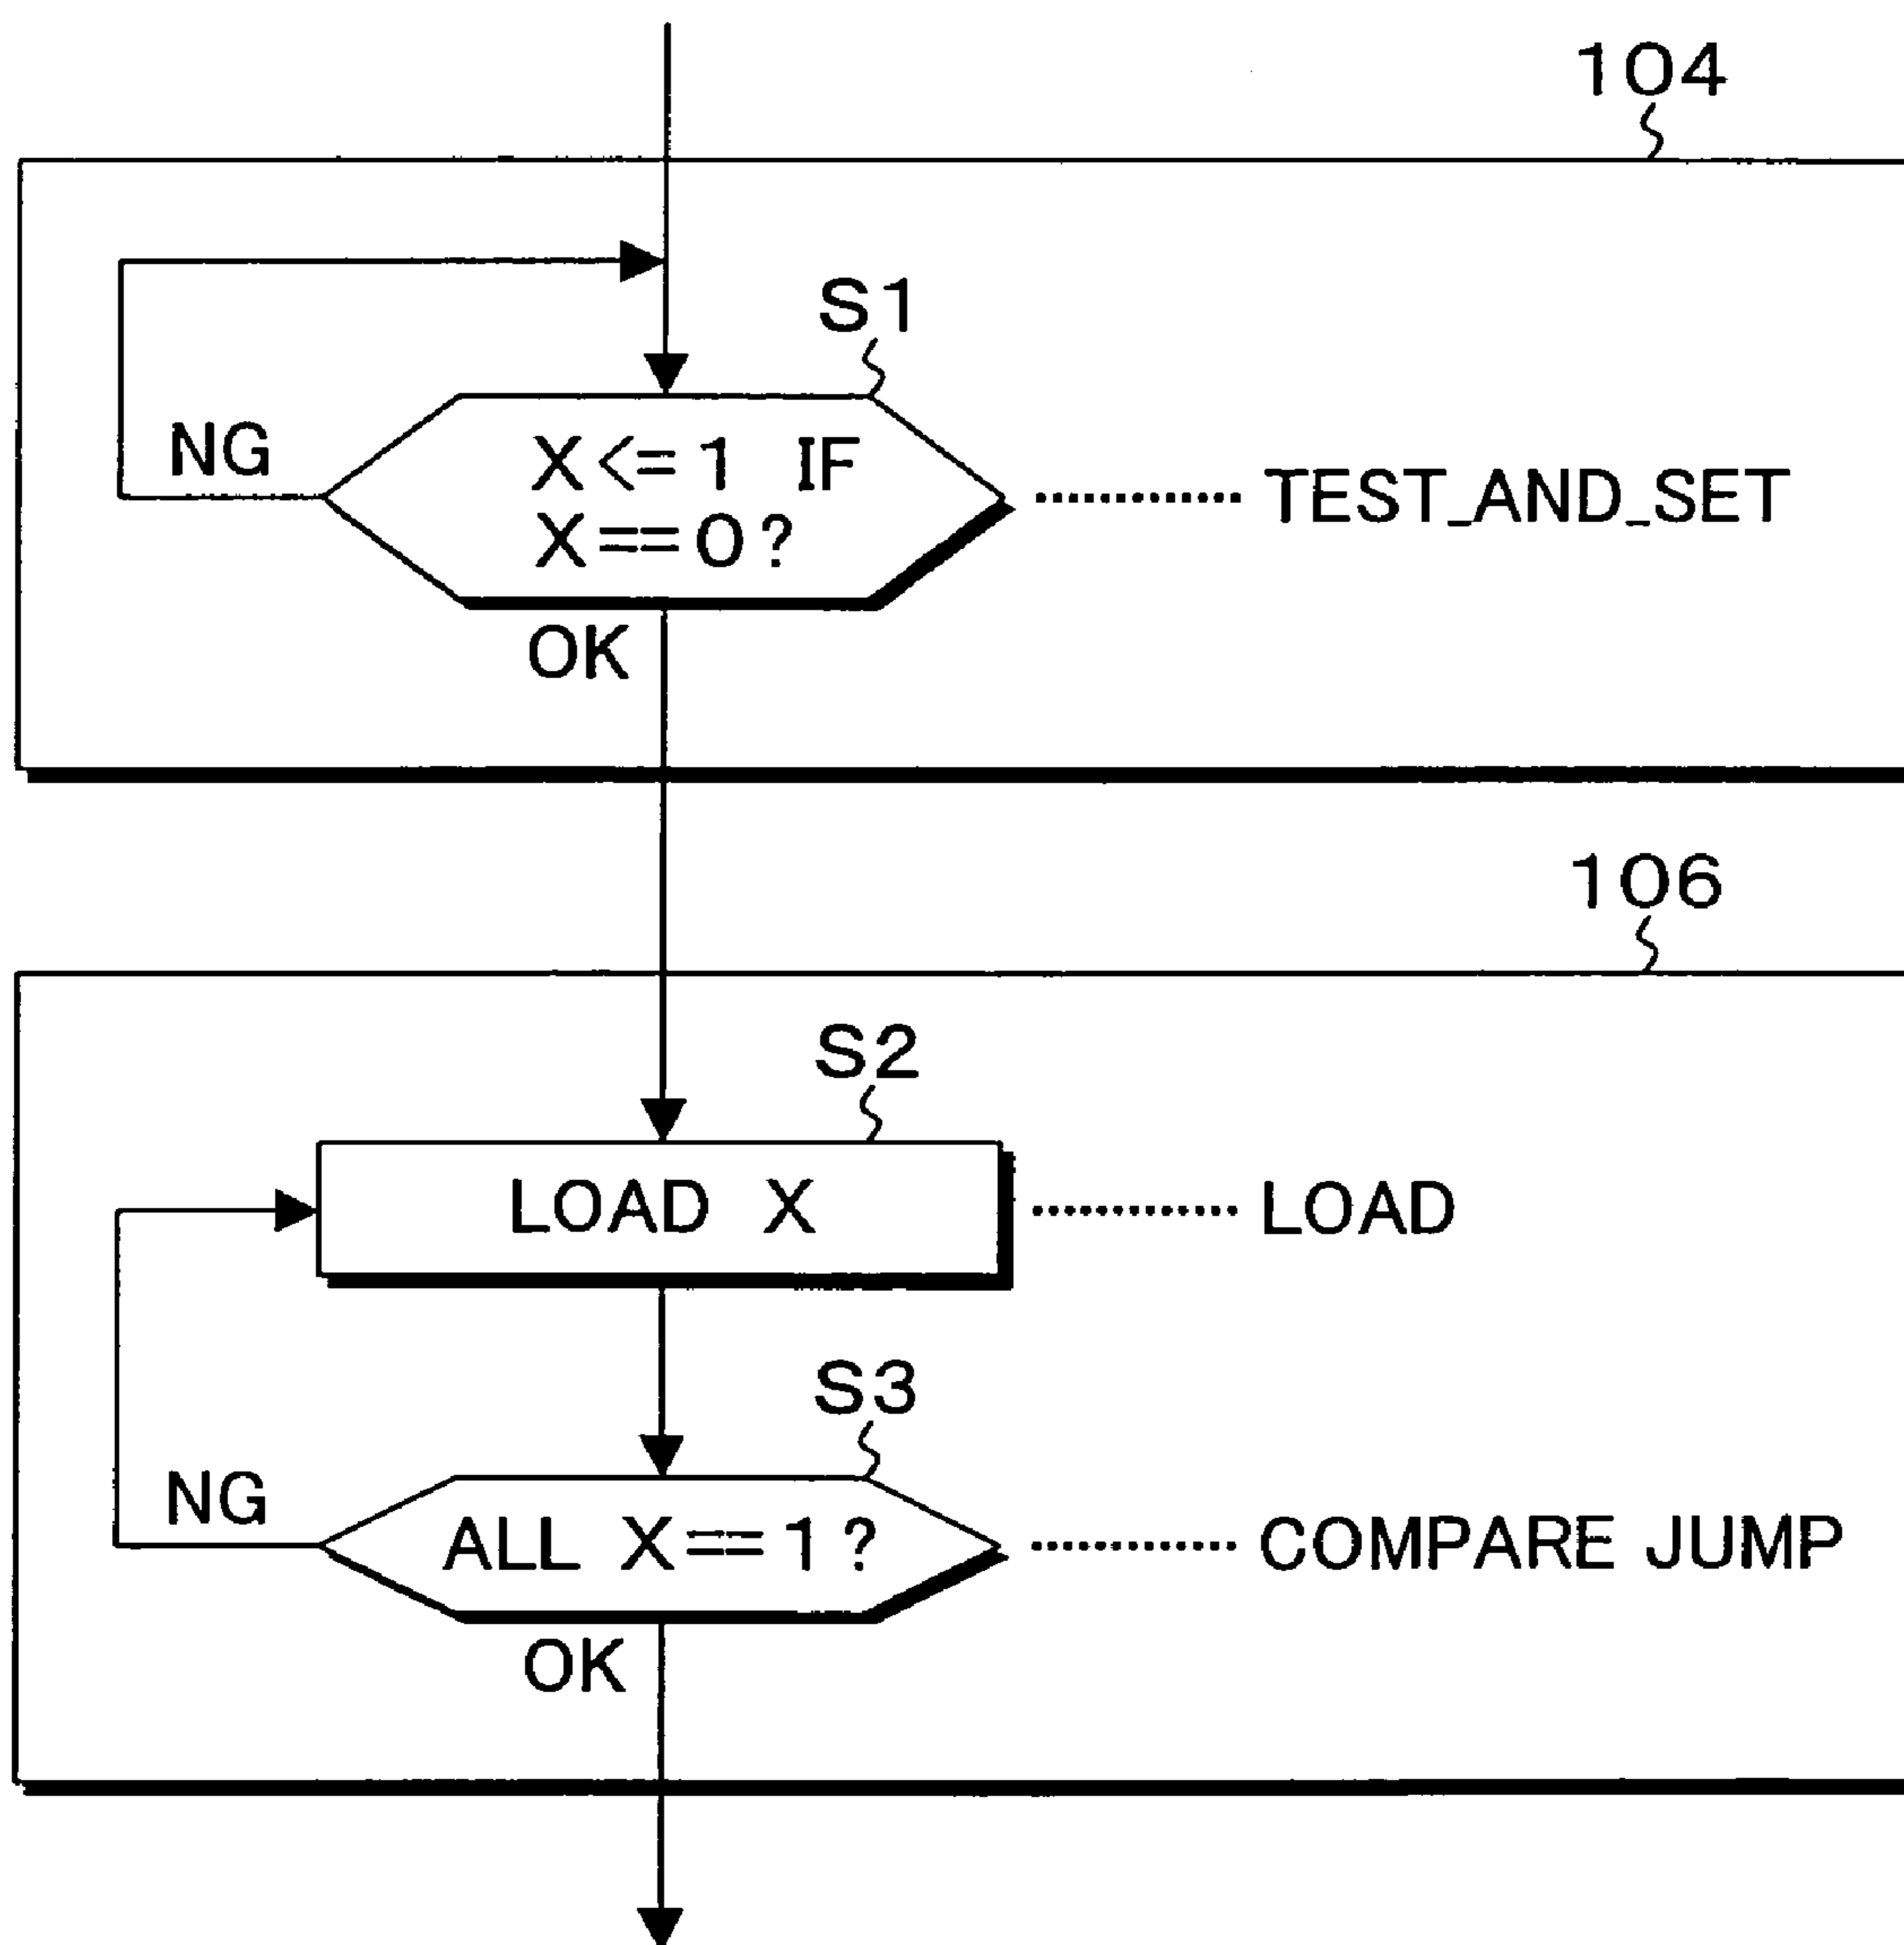 104
S1
NG
X<=1 IF
X==0?
TEST_AND_SET
OK
106
S2
LOAD X
LOAD
S3
NG
ALL X==1?
COMPARE JUMP
OK